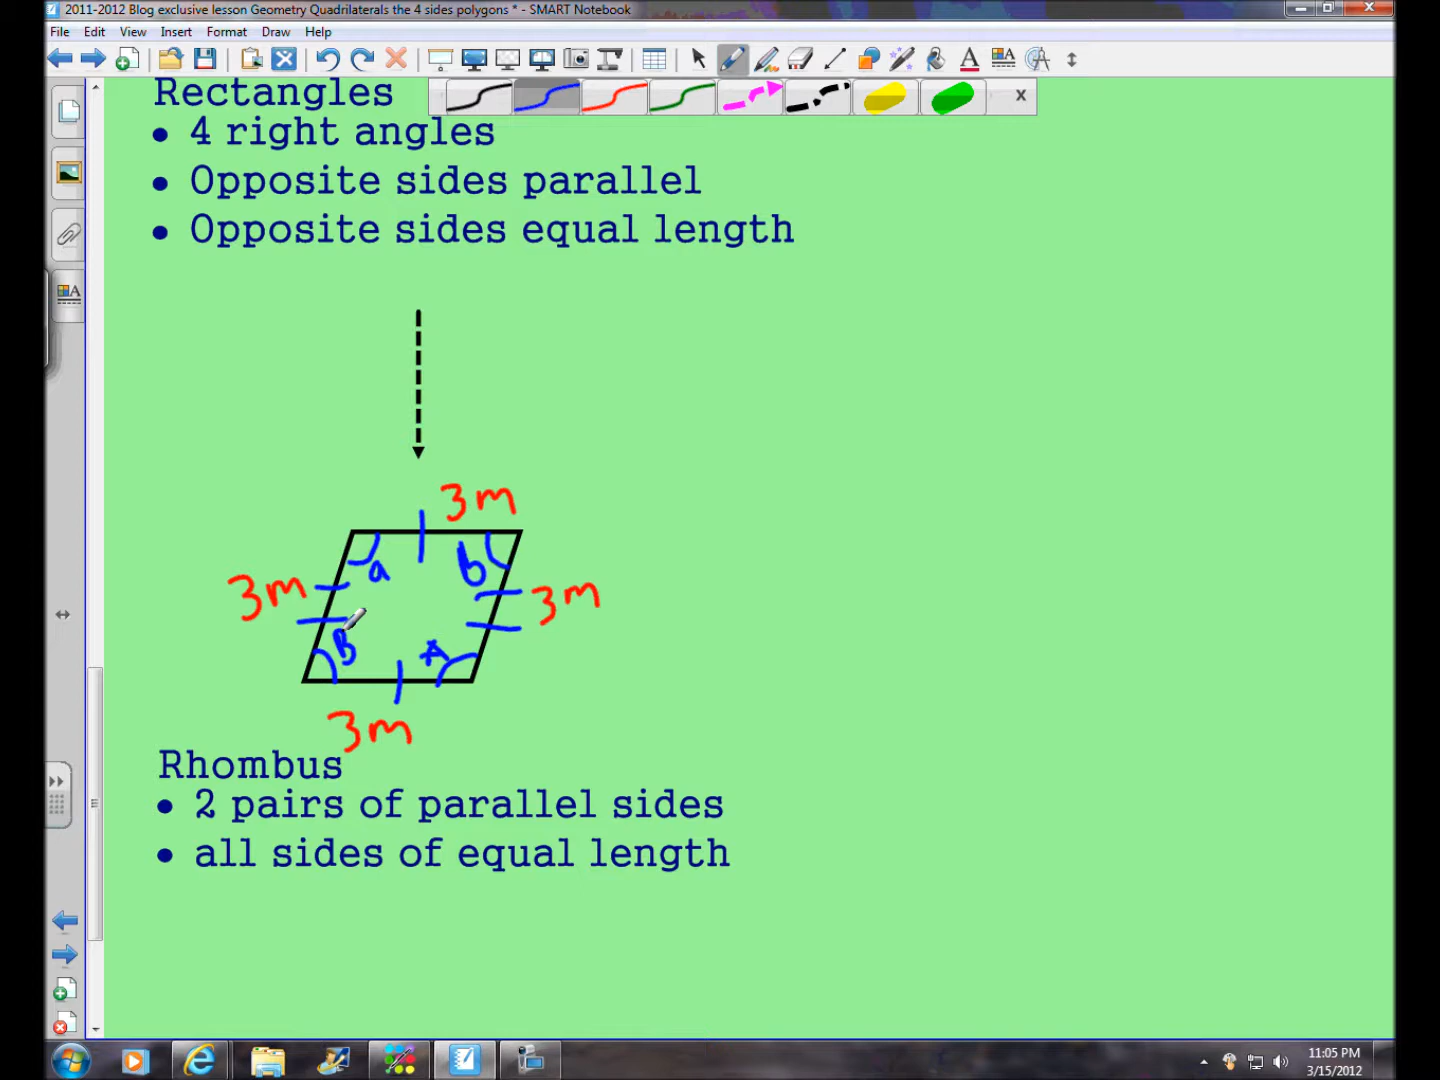 2011-2012 Blog exclusive lesson Geometry Quadrilaterals the 4 sides polygons * - SMART Notebook
File Edit View Insert Format Draw Help
Rectangles
• 4 right angles
• Opposite sides parallel
• Opposite sides equal length
3m
a b
3m 3m
B A
3m
Rhombus
• 2 pairs of parallel sides
• all sides of equal length
11:05 PM
3/15/2012